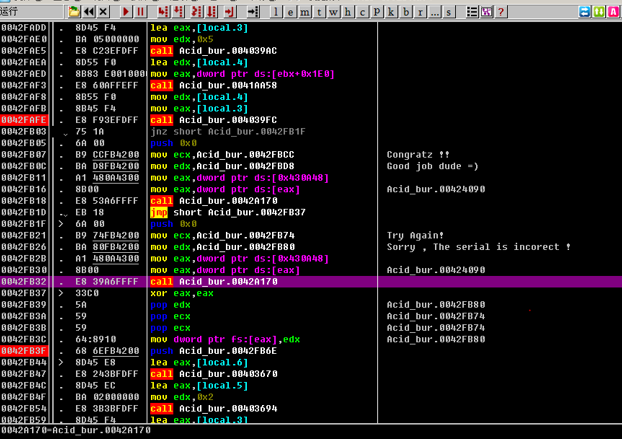 运行 l e m t w h c p k b r ... s
0042FADD . 8D45 F4 lea eax,[local.3]
0042FAE0 . BA 05000000 mov edx,0x5
0042FAE5 . E8 C23EFDFF call Acid_bur.004039AC
0042FAEA . 8D55 F0 lea edx,[local.4]
0042FAED . 8B83 E0010000 mov eax,dword ptr ds:[ebx+0x1E0]
0042FAF3 . E8 60AFFEFF call Acid_bur.0041AA58
0042FAF8 . 8B55 F0 mov edx,[local.4]
0042FAFB . 8B45 F4 mov eax,[local.3]
0042FAFE . E8 F93EFDFF call Acid_bur.004039FC
0042FB03 . 75 1A jnz short Acid_bur.0042FB1F
0042FB05 . 6A 00 push 0x0
0042FB07 . B9 CCFB4200 mov ecx,Acid_bur.0042FBCC Congratz !!
0042FB0C . BA D8FB4200 mov edx,Acid_bur.0042FBD8 Good job dude =)
0042FB11 . A1 480A4300 mov eax,dword ptr ds:[0x430A48]
0042FB16 . 8B00 mov eax,dword ptr ds:[eax] Acid_bur.00424090
0042FB18 . E8 53A6FFFF call Acid_bur.0042A170
0042FB1D . EB 18 jmp short Acid_bur.0042FB37
0042FB1F > 6A 00 push 0x0
0042FB21 . B9 74FB4200 mov ecx,Acid_bur.0042FB74 Try Again!
0042FB26 . BA 80FB4200 mov edx,Acid_bur.0042FB80 Sorry , The serial is incorect !
0042FB2B . A1 480A4300 mov eax,dword ptr ds:[0x430A48]
0042FB30 . 8B00 mov eax,dword ptr ds:[eax] Acid_bur.00424090
0042FB32 . E8 39A6FFFF call Acid_bur.0042A170
0042FB37 > 33C0 xor eax,eax
0042FB39 . 5A pop edx Acid_bur.0042FB80
0042FB3A . 59 pop ecx Acid_bur.0042FB74
0042FB3B . 59 pop ecx Acid_bur.0042FB74
0042FB3C . 64:8910 mov dword ptr fs:[eax],edx Acid_bur.0042FB80
0042FB3F . 68 6EFB4200 push Acid_bur.0042FB6E
0042FB44 > 8D45 E8 lea eax,[local.6]
0042FB47 . E8 243BFDFF call Acid_bur.00403670
0042FB4C . 8D45 EC lea eax,[local.5]
0042FB4F . BA 02000000 mov edx,0x2
0042FB54 . E8 3B3BFDFF call Acid_bur.00403694
0042FB59 . 8D45 F4 lea eax,[local.3]
0042A170=Acid_bur.0042A170